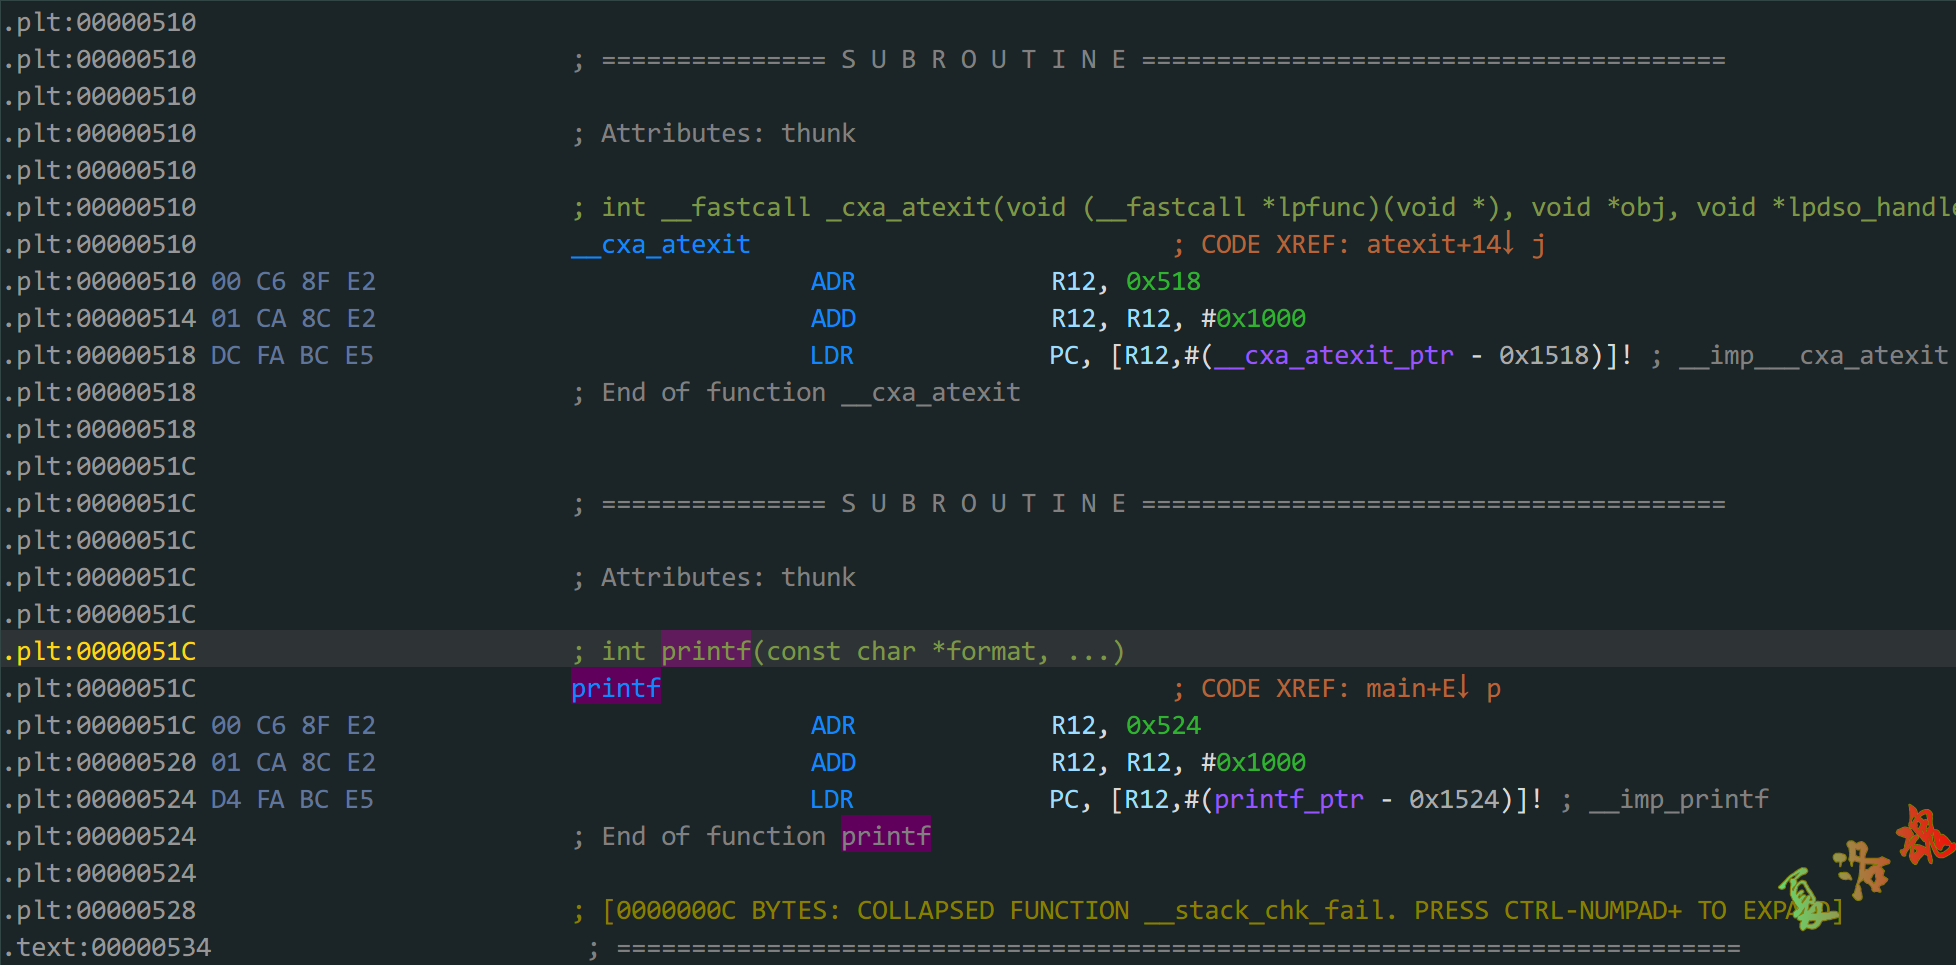 .plt:00000510
.plt:00000510 ; =============== S U B R O U T I N E =======================================
.plt:00000510
.plt:00000510 ; Attributes: thunk
.plt:00000510
.plt:00000510 ; int __fastcall _cxa_atexit(void (__fastcall *lpfunc)(void *), void *obj, void *lpdso_handle
.plt:00000510 __cxa_atexit ; CODE XREF: atexit+14↓ j
.plt:00000510 00 C6 8F E2 ADR R12, 0x518
.plt:00000514 01 CA 8C E2 ADD R12, R12, #0x1000
.plt:00000518 DC FA BC E5 LDR PC, [R12,#(__cxa_atexit_ptr - 0x1518)]! ; __imp___cxa_atexit
.plt:00000518 ; End of function __cxa_atexit
.plt:00000518
.plt:0000051C
.plt:0000051C ; =============== S U B R O U T I N E =======================================
.plt:0000051C
.plt:0000051C ; Attributes: thunk
.plt:0000051C
.plt:0000051C ; int printf(const char *format, ...)
.plt:0000051C printf ; CODE XREF: main+E↓ p
.plt:0000051C 00 C6 8F E2 ADR R12, 0x524
.plt:00000520 01 CA 8C E2 ADD R12, R12, #0x1000
.plt:00000524 D4 FA BC E5 LDR PC, [R12,#(printf_ptr - 0x1524)]! ; __imp_printf
.plt:00000524 ; End of function printf
.plt:00000524
.plt:00000528 ; [0000000C BYTES: COLLAPSED FUNCTION __stack_chk_fail. PRESS CTRL-NUMPAD+ TO EXPAND]
.text:00000534 ; ===========================================================================